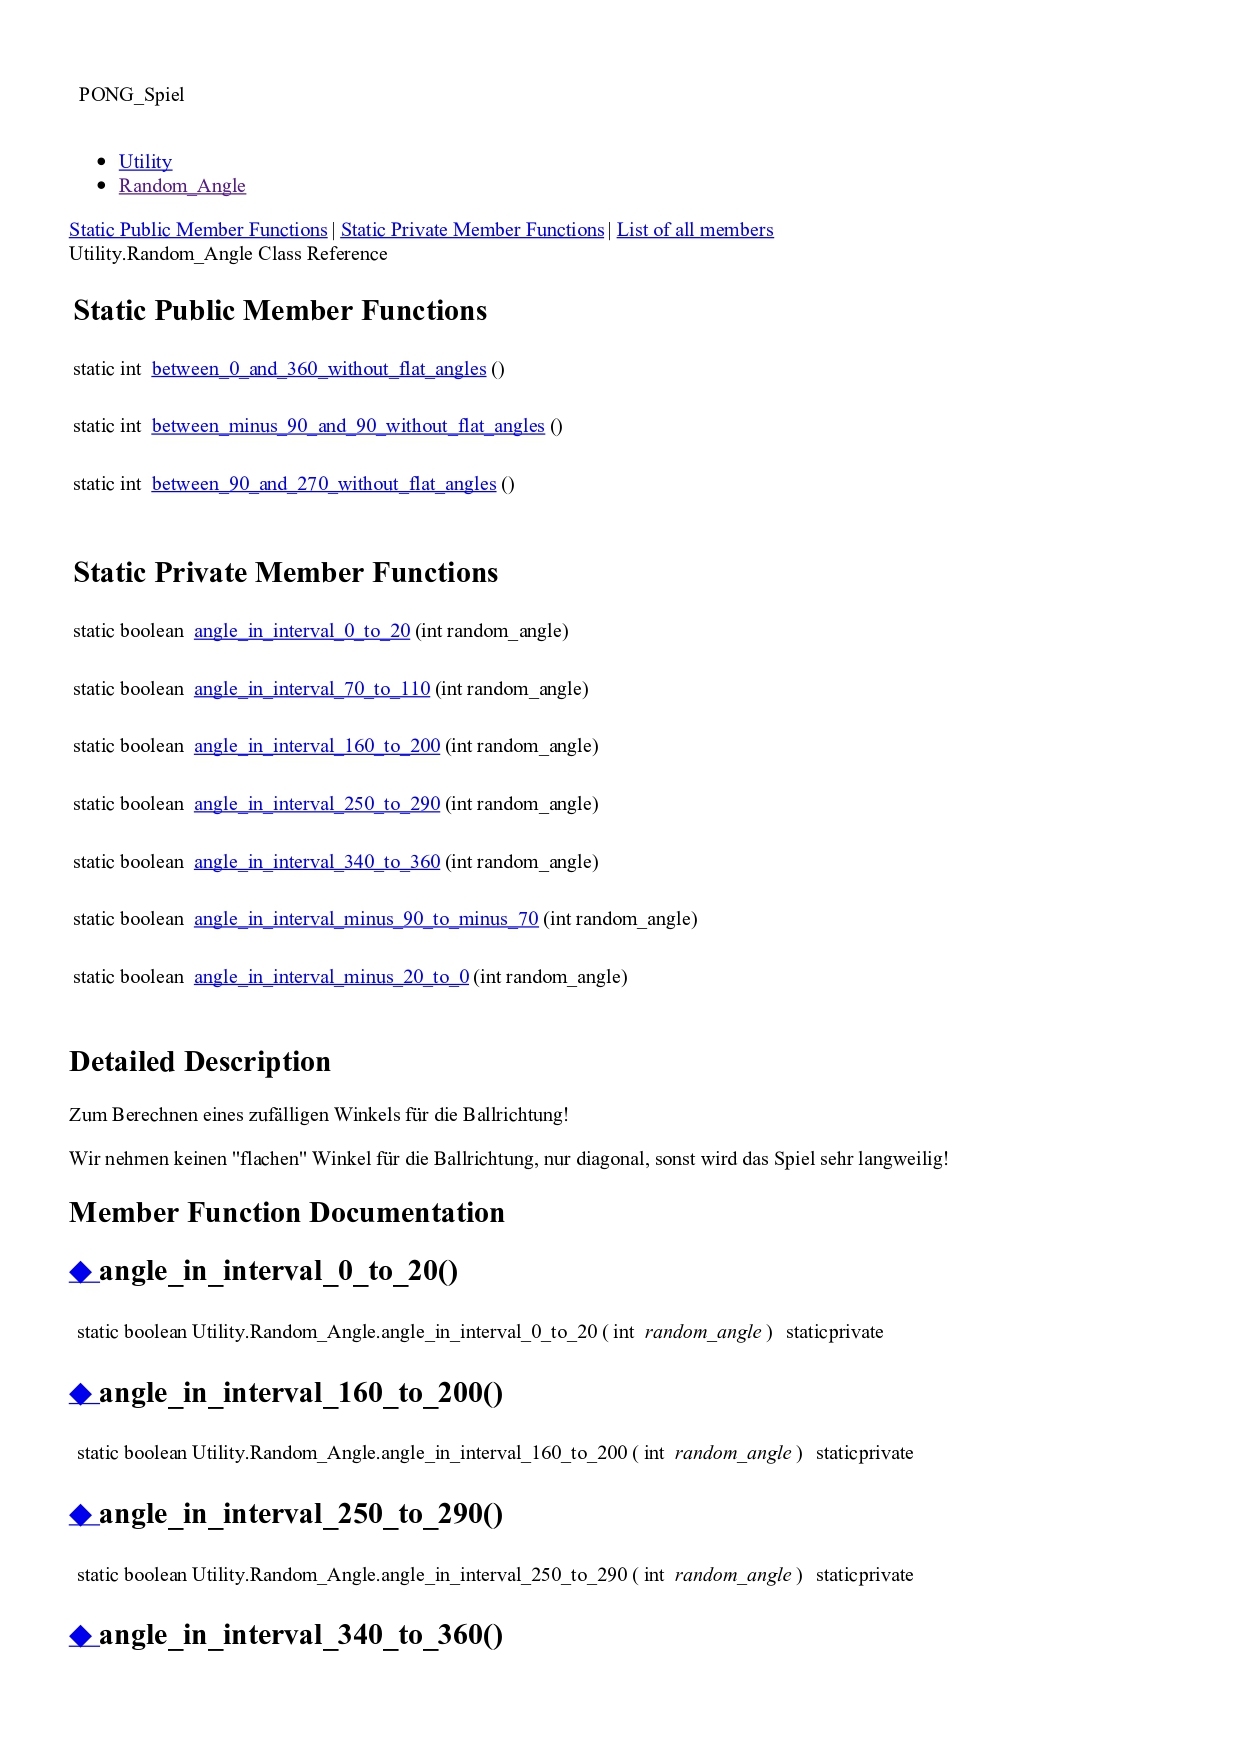 PONG_Spiel
Utility
Random_Angle
Static Public Member Functions | Static Private Member Functions | List of all members
Utility.Random_Angle Class Reference
Static Public Member Functions
static int between_0_and_360_without_flat_angles ()
static int between_minus_90_and_90_without_flat_angles ()
static int between_90_and_270_without_flat_angles ()
Static Private Member Functions
static boolean angle_in_interval_0_to_20 (int random_angle)
static boolean angle_in_interval_70_to_110 (int random_angle)
static boolean angle_in_interval_160_to_200 (int random_angle)
static boolean angle_in_interval_250_to_290 (int random_angle)
static boolean angle_in_interval_340_to_360 (int random_angle)
static boolean angle_in_interval_minus_90_to_minus_70 (int random_angle)
static boolean angle_in_interval_minus_20_to_0 (int random_angle)
Detailed Description
Zum Berechnen eines zufälligen Winkels für die Ballrichtung!
Wir nehmen keinen "flachen" Winkel für die Ballrichtung, nur diagonal, sonst wird das Spiel sehr langweilig!
Member Function Documentation
◆ angle_in_interval_0_to_20()
static boolean Utility.Random_Angle.angle_in_interval_0_to_20 ( int random_angle ) staticprivate
◆ angle_in_interval_160_to_200()
static boolean Utility.Random_Angle.angle_in_interval_160_to_200 ( int random_angle ) staticprivate
◆ angle_in_interval_250_to_290()
static boolean Utility.Random_Angle.angle_in_interval_250_to_290 ( int random_angle ) staticprivate
◆ angle_in_interval_340_to_360()